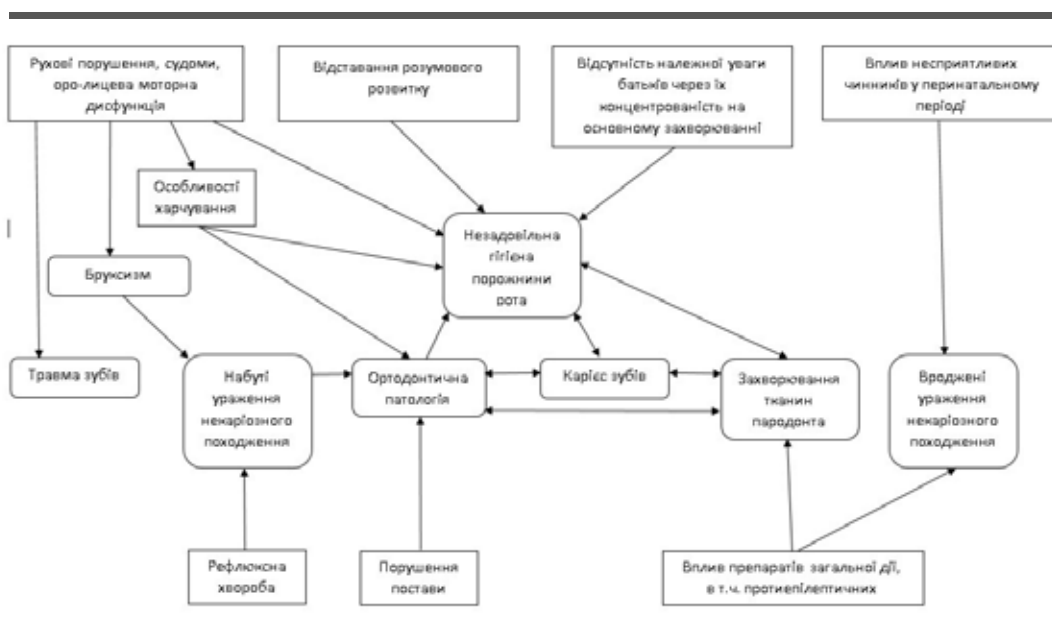 Рухові порушення, судоми,
оро-лицева моторна
дисфункція
Відставання розумового
розвитку
Відсутність належної уваги
батьків через їх
концентрованість на
основному захворюванні
Вплив несприятливих
чинників у перинатальному
періоді
Особливості
харчування
Незадовільна
гігієна
порожнини
рота
Бруксизм
Травма зубів
Набуті
ураження
некаріозного
походження
Ортодонтична
патологія
Карієс зубів
Захворювання
тканин
пародонта
Вроджені
ураження
некаріозного
походження
Рефлюксна
хвороба
Порушення
постави
Вплив препаратів загальної дії,
в т.ч. протиепілептичних